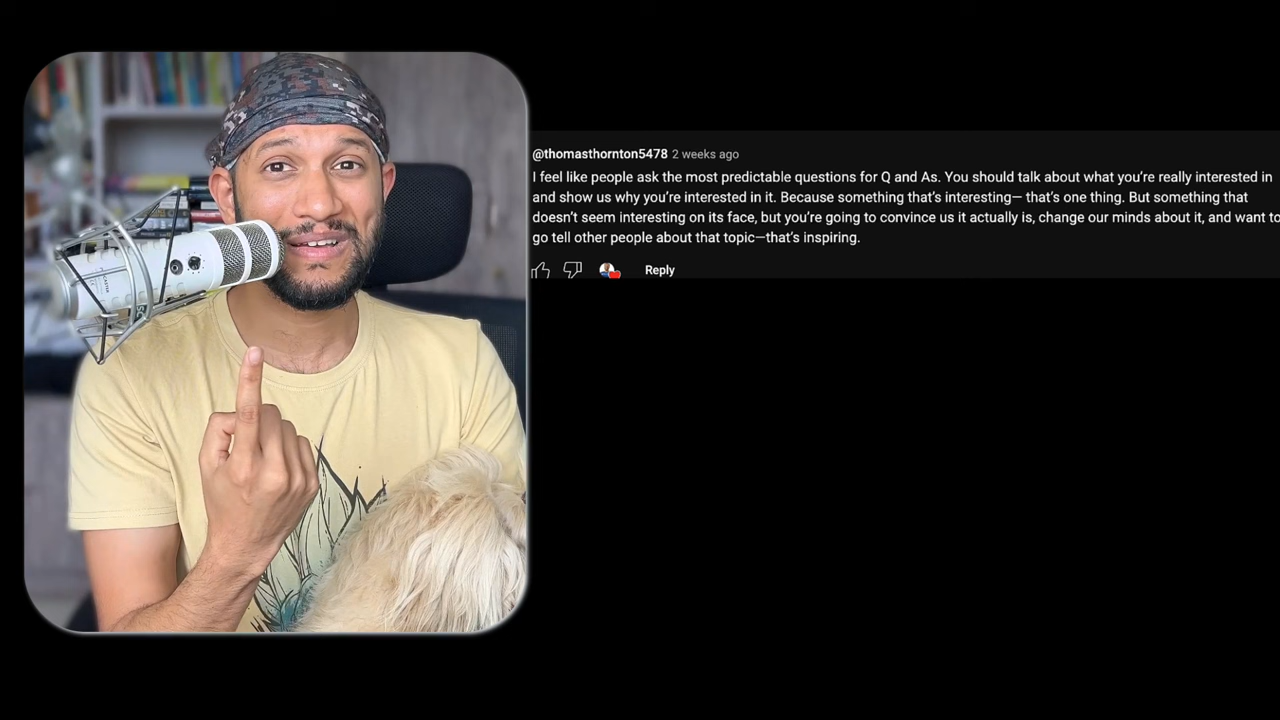 @thomasthornton5478 2 weeks ago
I feel like people ask the most predictable questions for Q and As. You should talk about what you're really interested in
and show us why you're interested in it. Because something that's interesting— that's one thing. But something that
doesn't seem interesting on its face, but you're going to convince us it actually is, change our minds about it, and want to
go tell other people about that topic—that's inspiring.
Reply